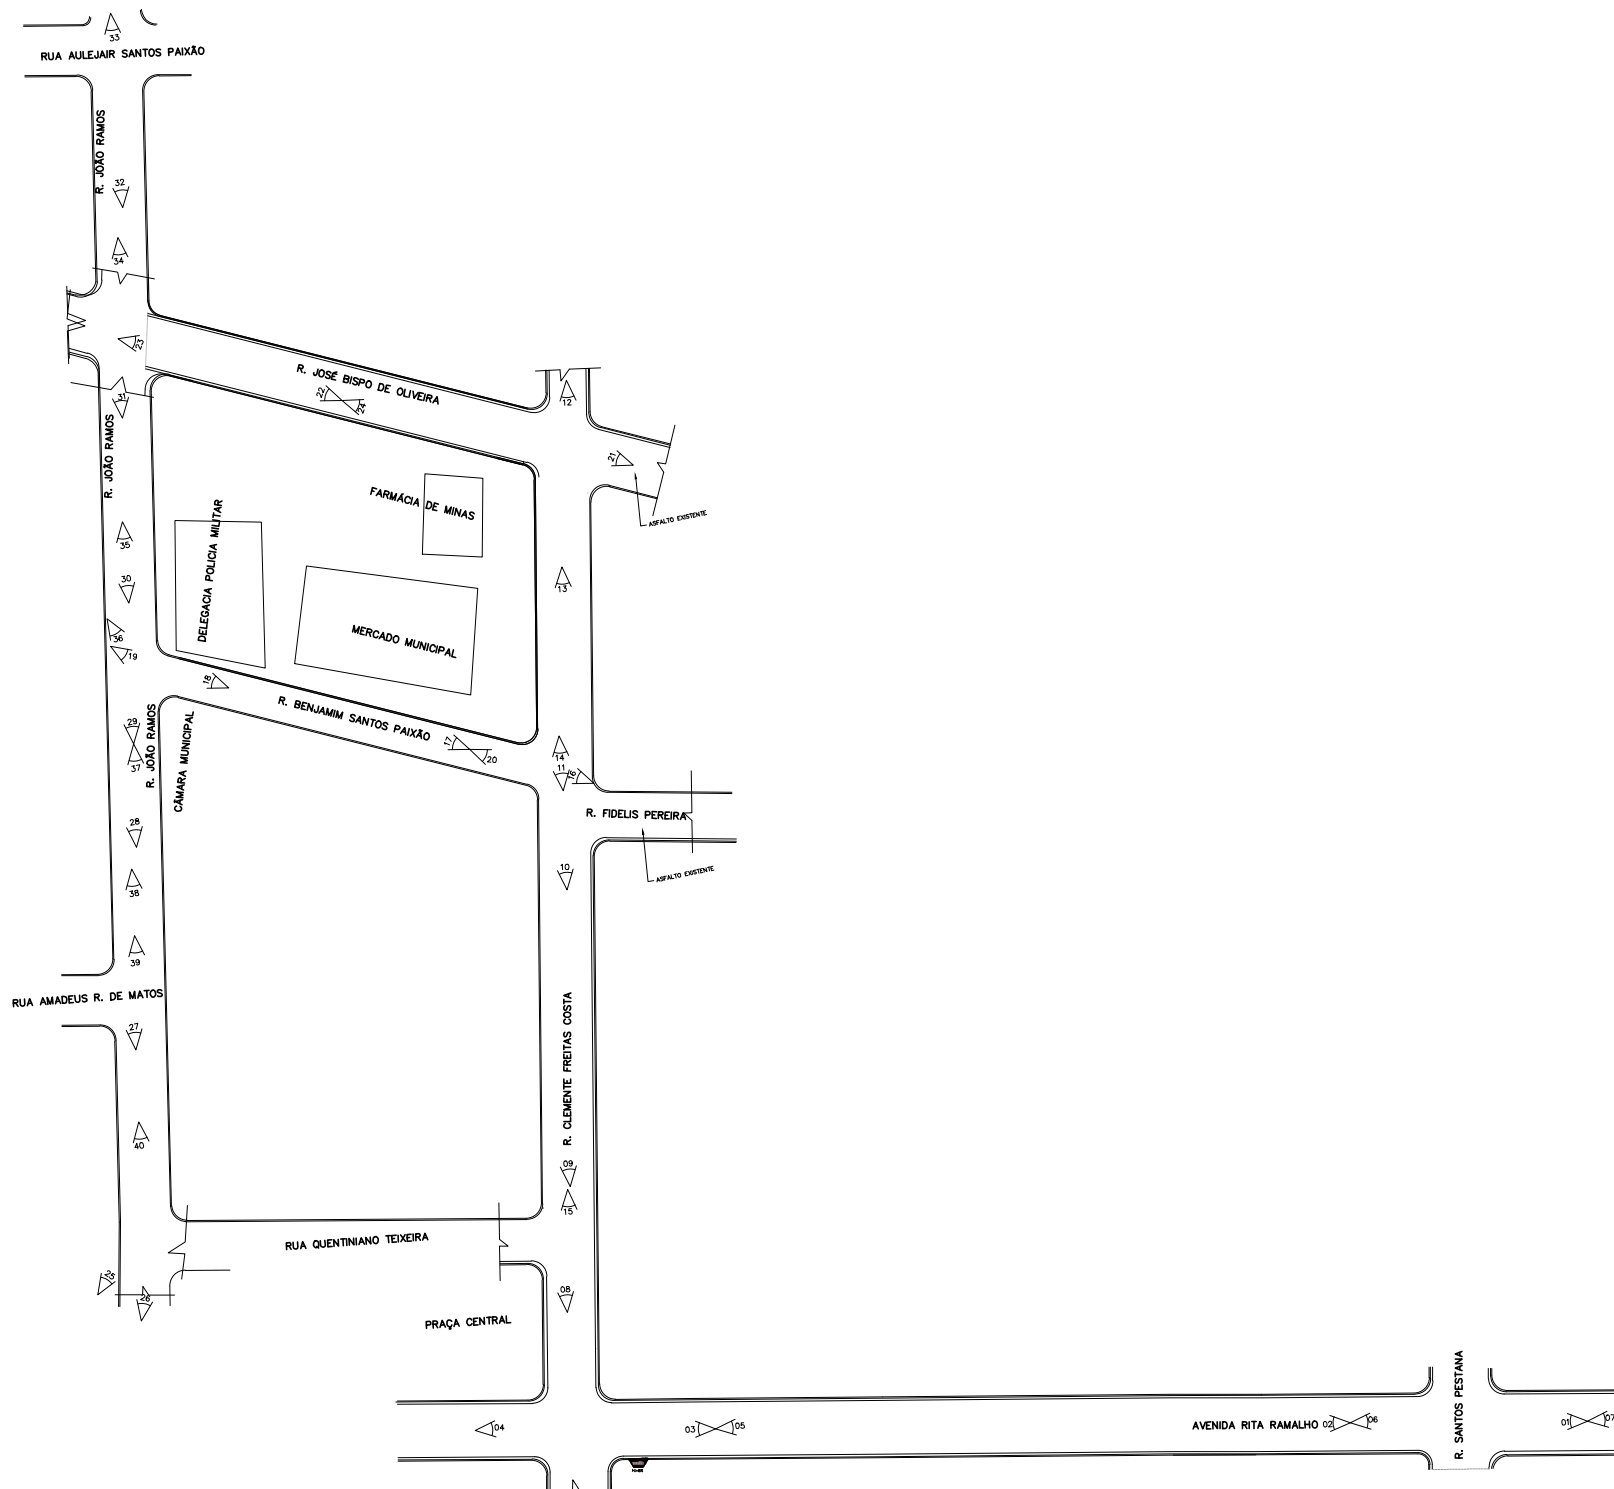 33
RUA AULEJAIR SANTOS PAIXÃO
R. JOÃO RAMOS
32
34
23
R. JOSÉ BISPO DE OLIVEIRA
22
24
12
31
R. JOÃO RAMOS
21
FARMÁCIA DE MINAS
ASFALTO EXISTENTE
DELEGACIA POLICIA MILITAR
35
30
13
36
19
MERCADO MUNICIPAL
18
R. BENJAMIM SANTOS PAIXÃO
29
37
R. JOÃO RAMOS
CÂMARA MUNICIPAL
17
20
14
11
16
R. FIDELIS PEREIRA
28
10
ASFALTO EXISTENTE
38
39
RUA AMADEUS R. DE MATOS
27
R. CLEMENTE FREITAS COSTA
40
09
15
RUA QUENTINIANO TEIXEIRA
25
26
08
PRAÇA CENTRAL
04
03
05
AVENIDA RITA RAMALHO
02
06
R. SANTOS PESTANA
01
07